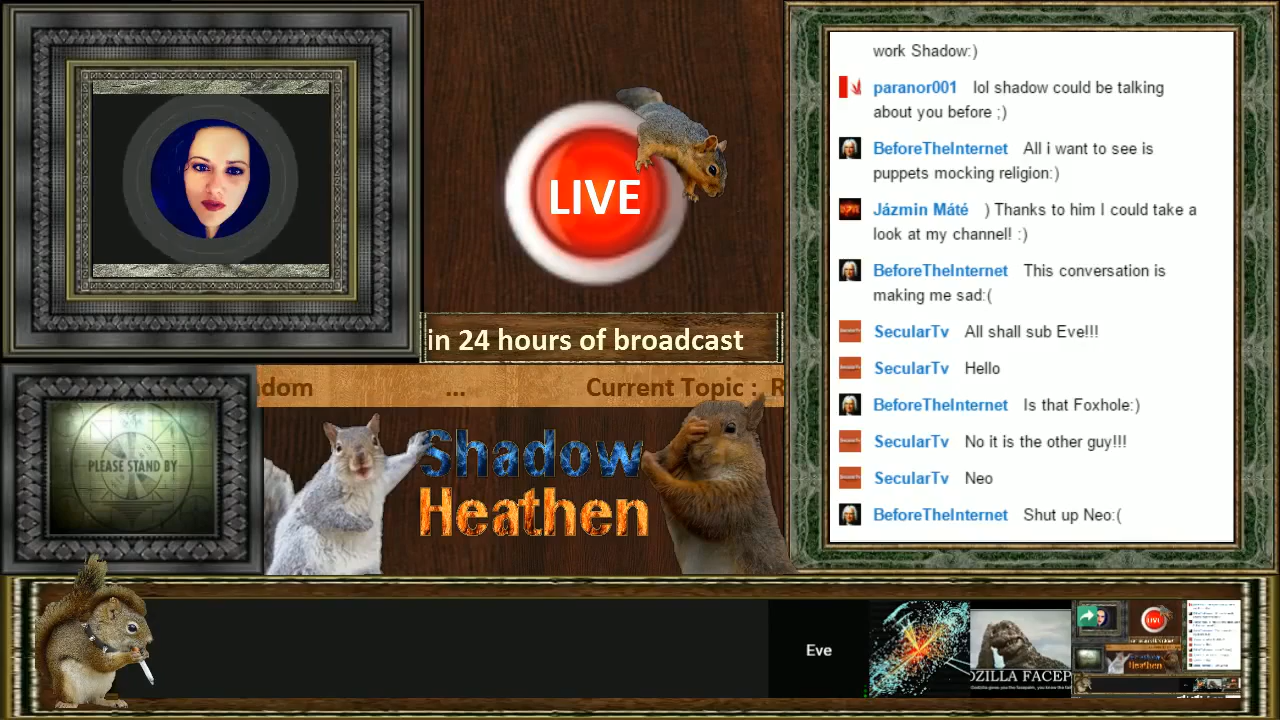 LIVE
in 24 hours of broadcast
dom ... Current Topic : R
PLEASE STAND BY
Shadow
Heathen
work Shadow:)
paranor001 lol shadow could be talking
about you before ;)
BeforeTheInternet All i want to see is
puppets mocking religion:)
Jázmin Máté ) Thanks to him I could take a
look at my channel! :)
BeforeTheInternet This conversation is
making me sad:(
SecularTv All shall sub Eve!!!
SecularTv Hello
BeforeTheInternet Is that Foxhole:)
SecularTv No it is the other guy!!!
SecularTv Neo
BeforeTheInternet Shut up Neo:(
Eve
OZILLA FACEP
LIVE
Heathen